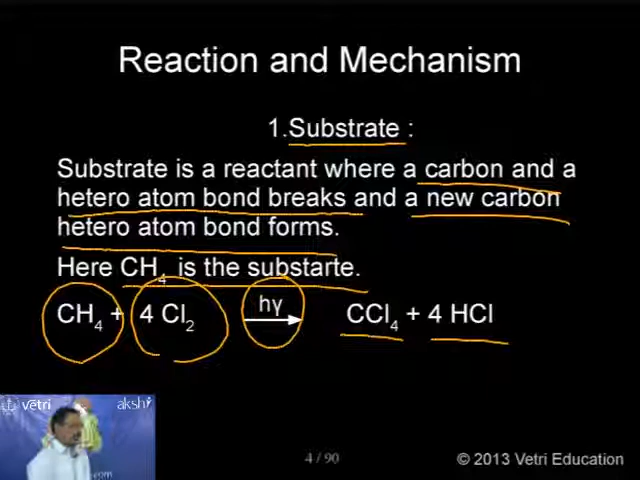 Reaction and Mechanism
1.Substrate :
Substrate is a reactant where a carbon and a
hetero atom bond breaks and a new carbon
hetero atom bond forms.
Here CH₄ is the substarte.
CH₄ + 4 Cl₂ hγ CCl₄ + 4 HCl
vetri
akshi
.com
4 / 90
© 2013 Vetri Education